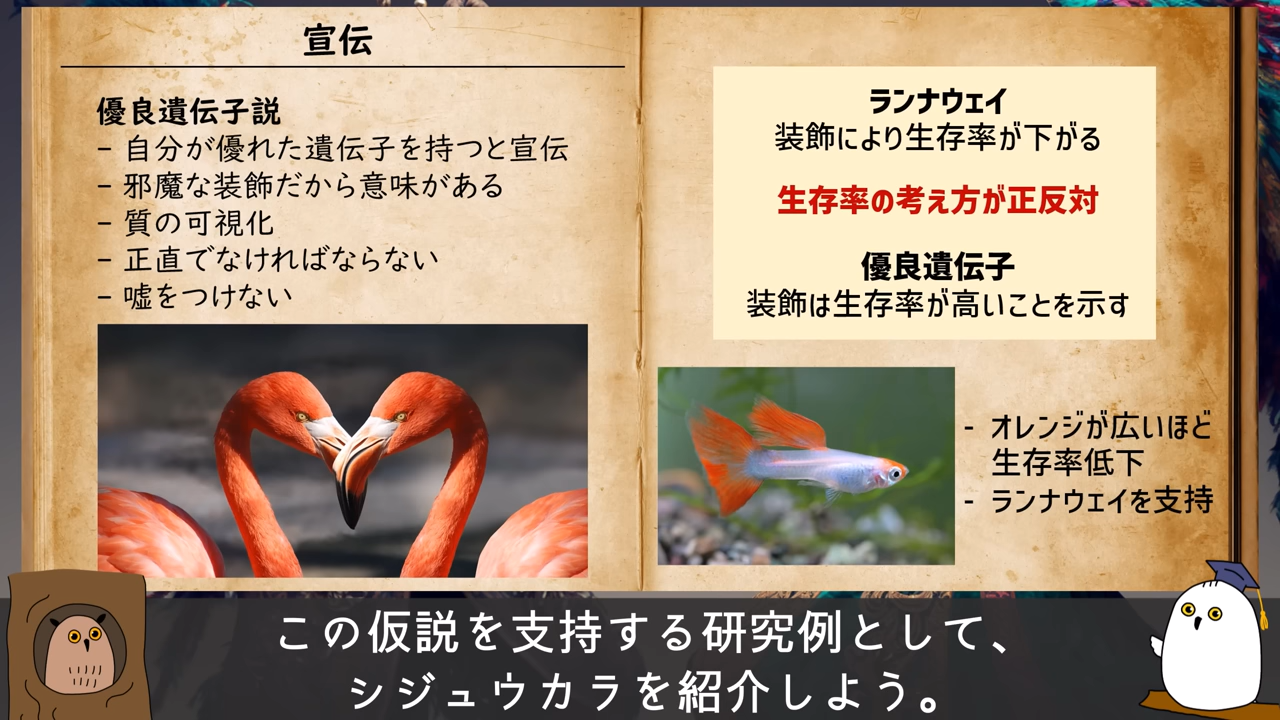 宣伝
優良遺伝子説
- 自分が優れた遺伝子を持つと宣伝
- 邪魔な装飾だから意味がある
- 質の可視化
- 正直でなければならない
- 嘘をつけない
ランナウェイ
装飾により生存率が下がる
生存率の考え方が正反対
優良遺伝子
装飾は生存率が高いことを示す
- オレンジが広いほど
生存率低下
- ランナウェイを支持
この仮説を支持する研究例として、
シジュウカラを紹介しよう。